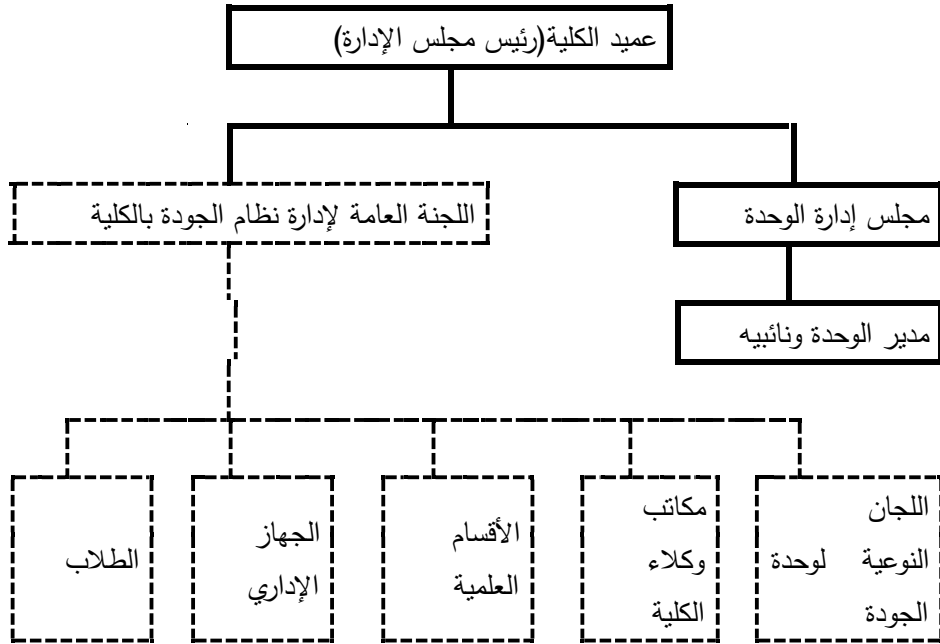 عميد الكلية(رئيس مجلس الإدارة)
مجلس إدارة الوحدة
اللجنة العامة لإدارة نظام الجودة بالكلية
مدير الوحدة ونائبيه
اللجان
النوعية لوحدة
الجودة
مكاتب
وكلاء
الكلية
الأقسام
العلمية
الجهاز
الإداري
الطلاب